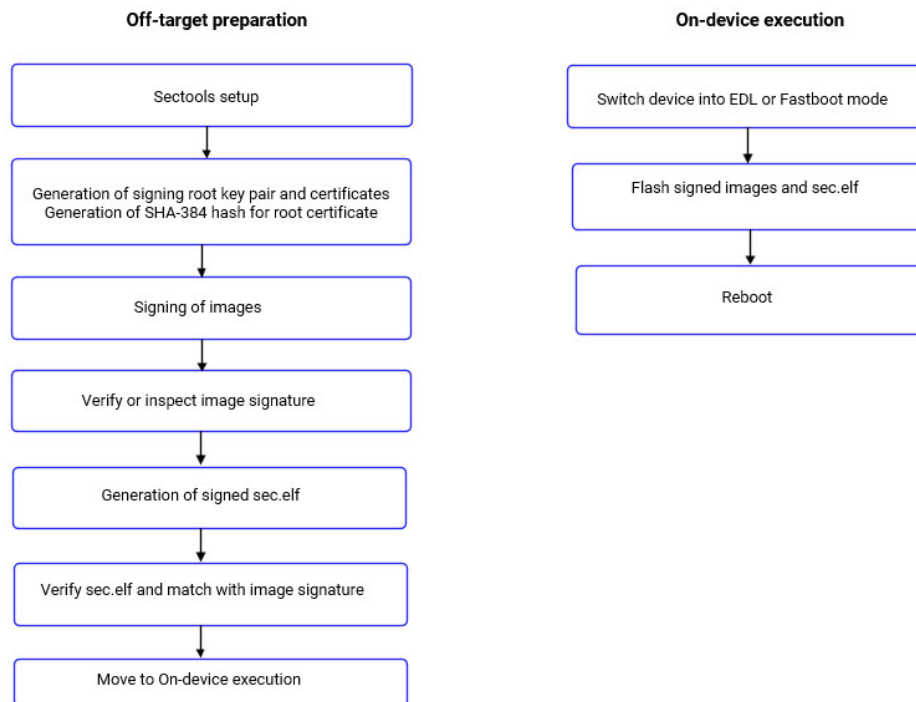 Off-target preparation
Sectools setup
Generation of signing root key pair and certificates
Generation of SHA-384 hash for root certificate
Signing of images
Verify or inspect image signature
Generation of signed sec.elf
Verify sec.elf and match with image signature
Move to On-device execution
On-device execution
Switch device into EDL or Fastboot mode
Flash signed images and sec.elf
Reboot